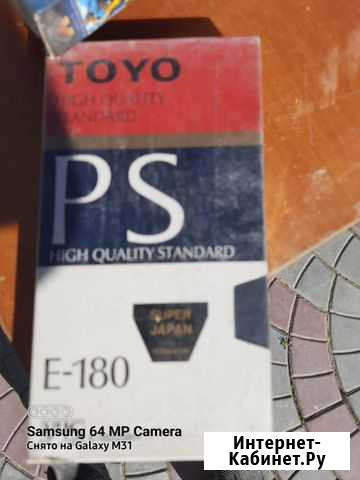 TOYO
HIGH QUALITY
STANDARD
PS
HIGH QUALITY STANDARD
SUPER
JAPAN
E-180
VHS
Samsung 64 MP Camera
Снято на Galaxy M31
Интернет-
Кабинет.Ру